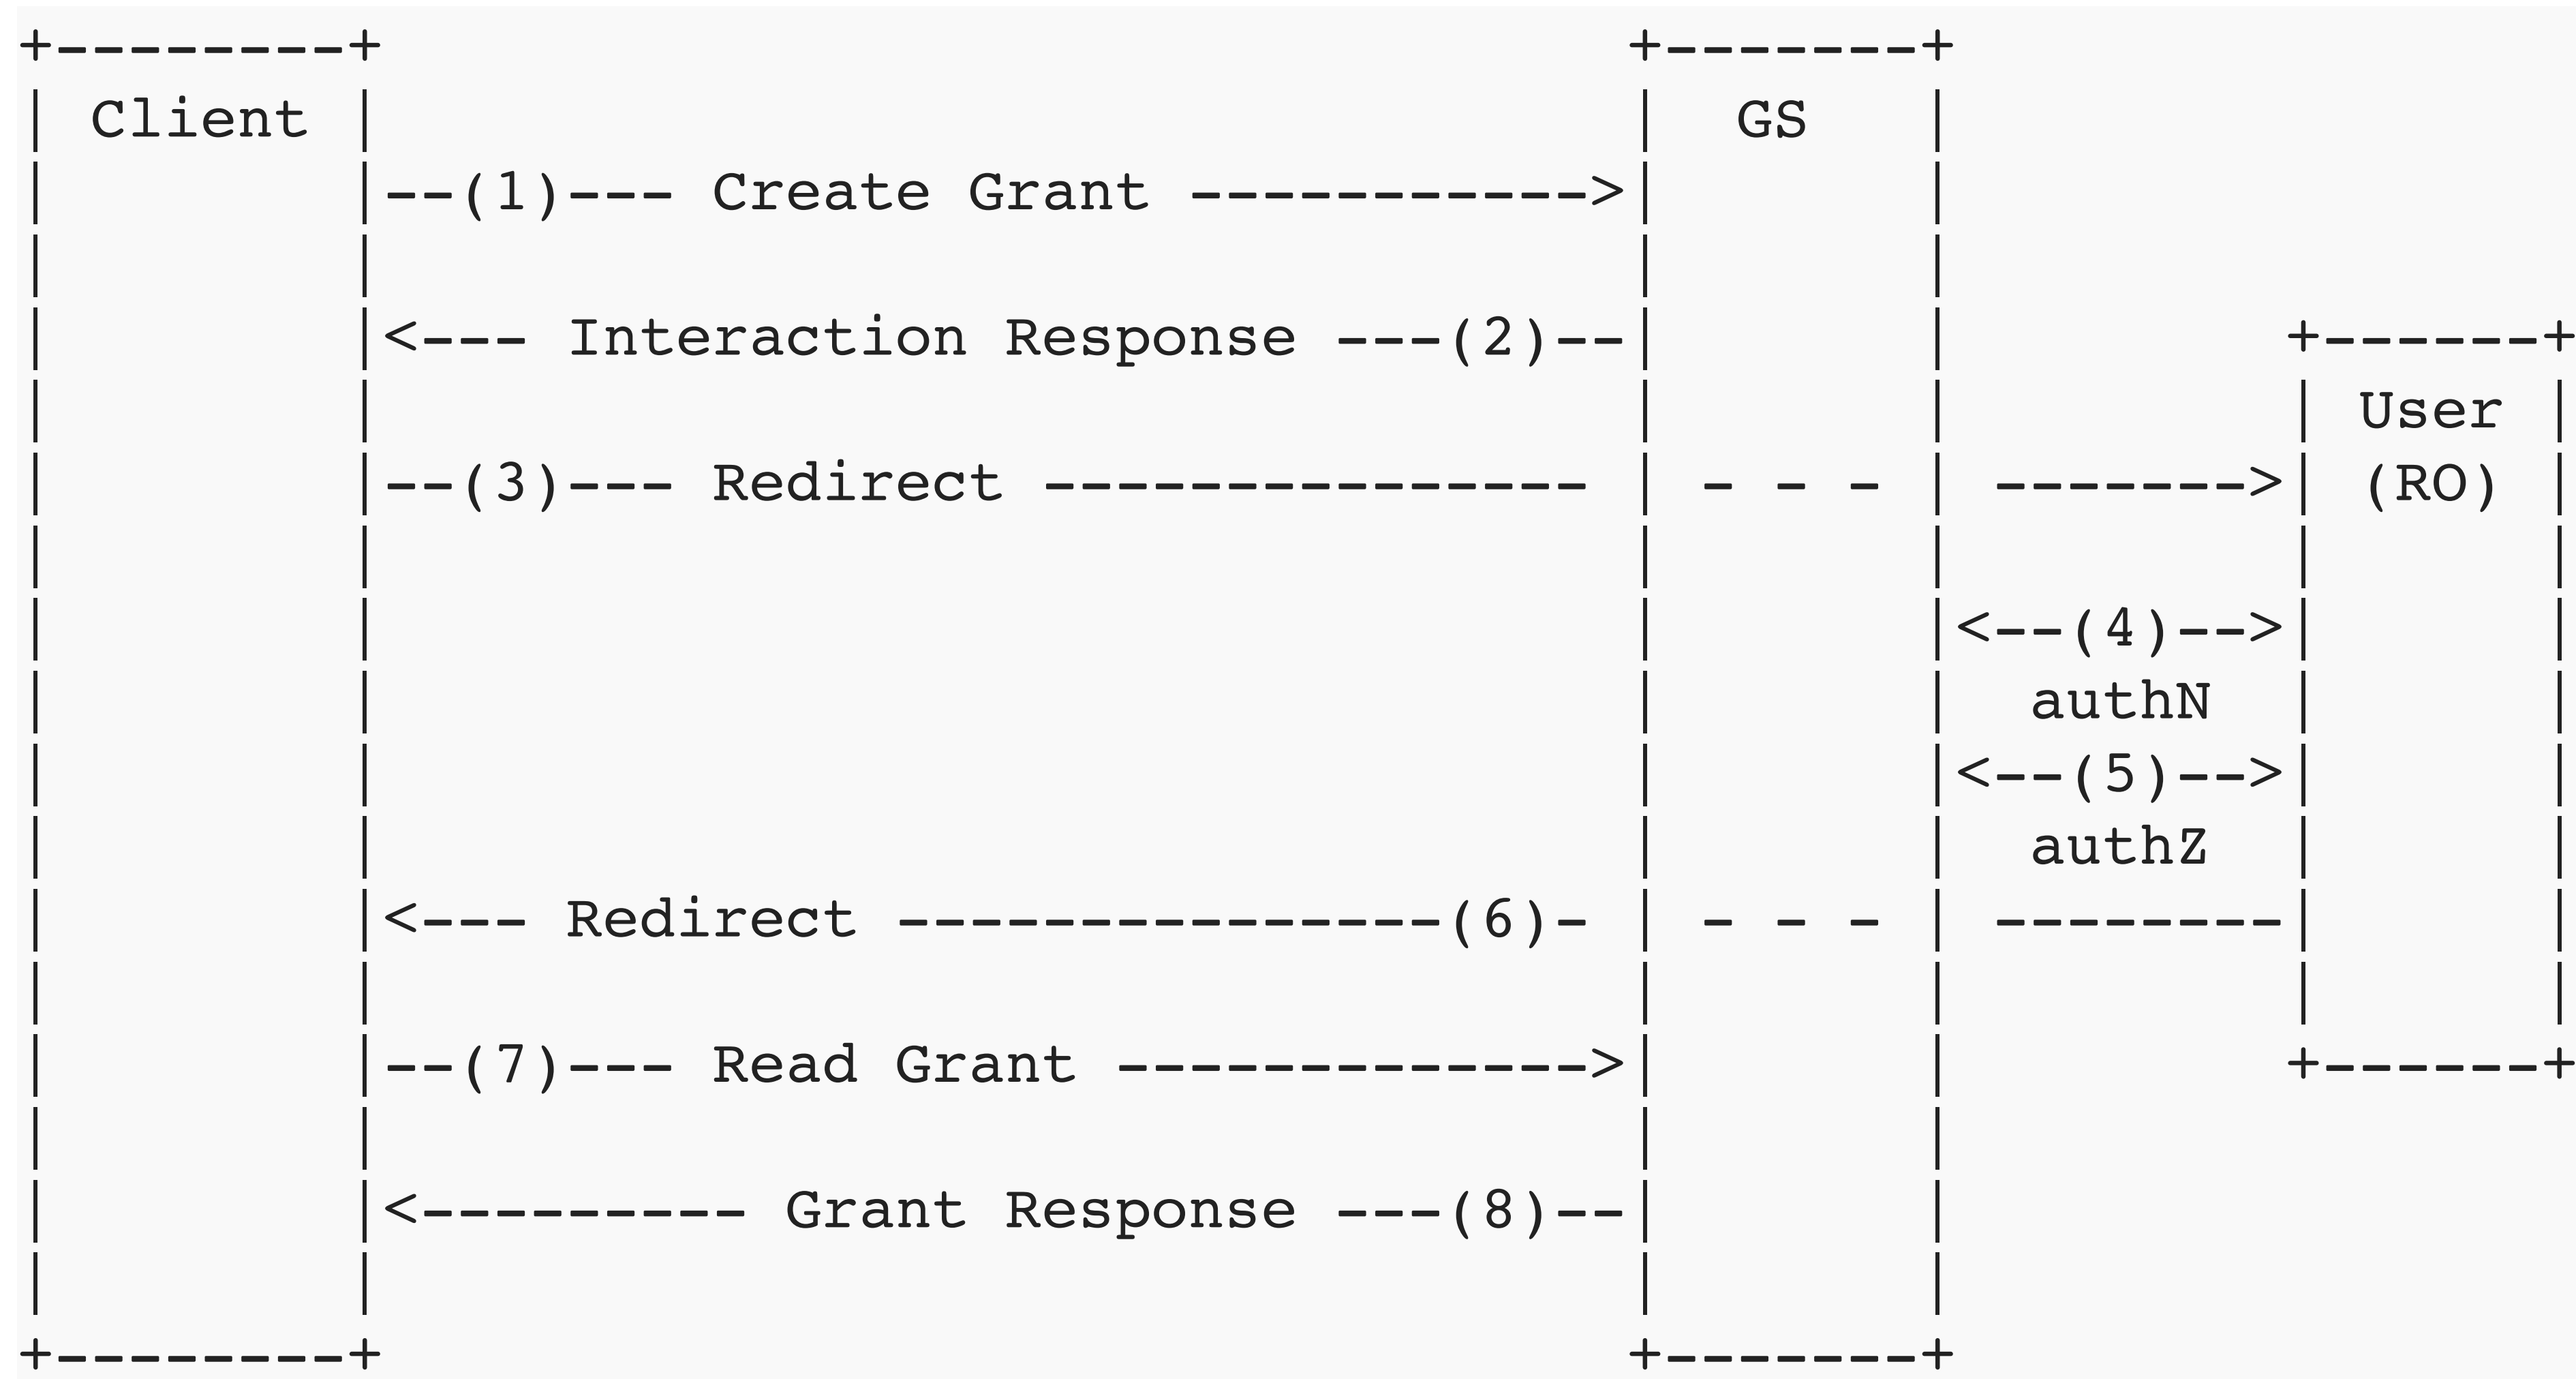 +--------+                                  +-------+
| Client |                                  |  GS   |
|        |--(1)--- Create Grant ----------->|       |
|        |                                  |       |
|        |<--- Interaction Response ---(2)--|       |         +------+
|        |                                  |       |         | User |
|        |--(3)--- Redirect --------------- | - - - | ------->| (RO) |
|        |                                  |       |         |      |
|        |                                  |       |<--(4)-->|      |
|        |                                  |       |  authN  |      |
|        |                                  |       |<--(5)-->|      |
|        |                                  |       |  authZ  |      |
|        |<--- Redirect ---------------(6)- | - - - | --------|      |
|        |                                  |       |         |      |
|        |--(7)--- Read Grant ------------->|       |         +------+
|        |                                  |       |
|        |<--------- Grant Response ---(8)--|       |
|        |                                  |       |
+--------+                                  +-------+